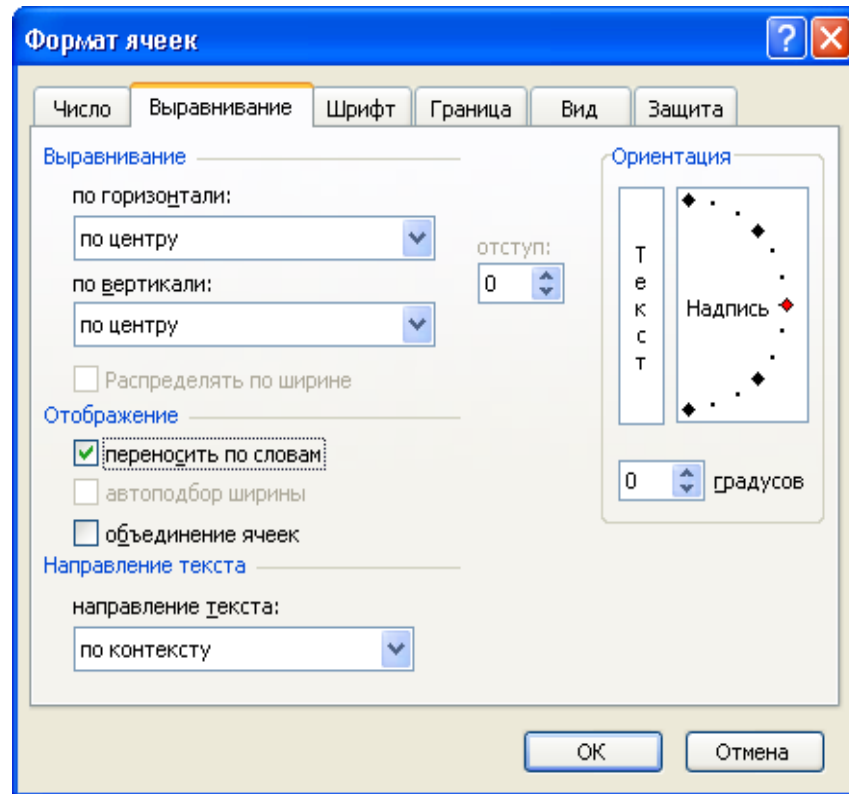 Формат ячеек
?
Число Выравнивание Шрифт Граница Вид Защита
Выравнивание
по горизонтали:
по центру
отступ:
0
по вертикали:
по центру
Распределять по ширине
Отображение
переносить по словам
автоподбор ширины
объединение ячеек
Направление текста
направление текста:
по контексту
Ориентация
Текст
Надпись
0 градусов
ОК Отмена